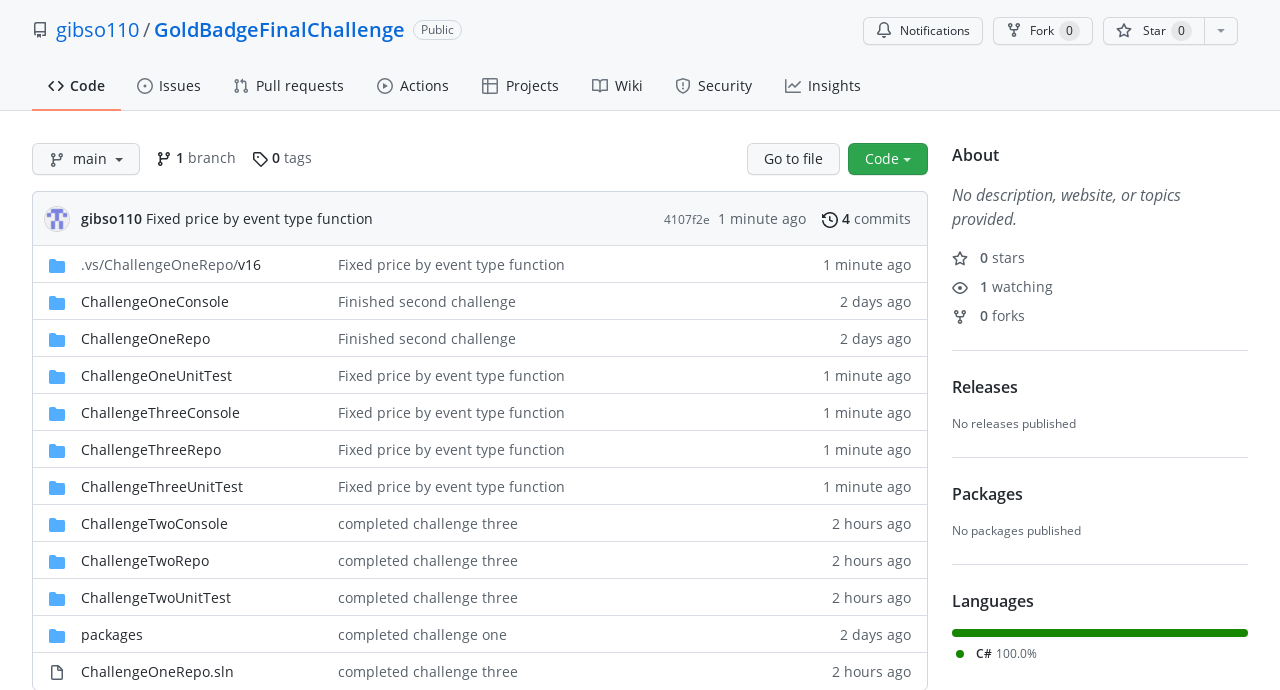 gibso110 / GoldBadgeFinalChallenge Public Notifications Fork 0 Star 0
Code Issues Pull requests Actions Projects Wiki Security Insights
main 1 branch 0 tags Go to file Code
gibso110 Fixed price by event type function 4107f2e 1 minute ago 4 commits
.vs/ChallengeOneRepo/v16 Fixed price by event type function 1 minute ago
ChallengeOneConsole Finished second challenge 2 days ago
ChallengeOneRepo Finished second challenge 2 days ago
ChallengeOneUnitTest Fixed price by event type function 1 minute ago
ChallengeThreeConsole Fixed price by event type function 1 minute ago
ChallengeThreeRepo Fixed price by event type function 1 minute ago
ChallengeThreeUnitTest Fixed price by event type function 1 minute ago
ChallengeTwoConsole completed challenge three 2 hours ago
ChallengeTwoRepo completed challenge three 2 hours ago
ChallengeTwoUnitTest completed challenge three 2 hours ago
packages completed challenge one 2 days ago
ChallengeOneRepo.sln completed challenge three 2 hours ago
About
No description, website, or topics
provided.
0 stars
1 watching
0 forks
Releases
No releases published
Packages
No packages published
Languages
C# 100.0%